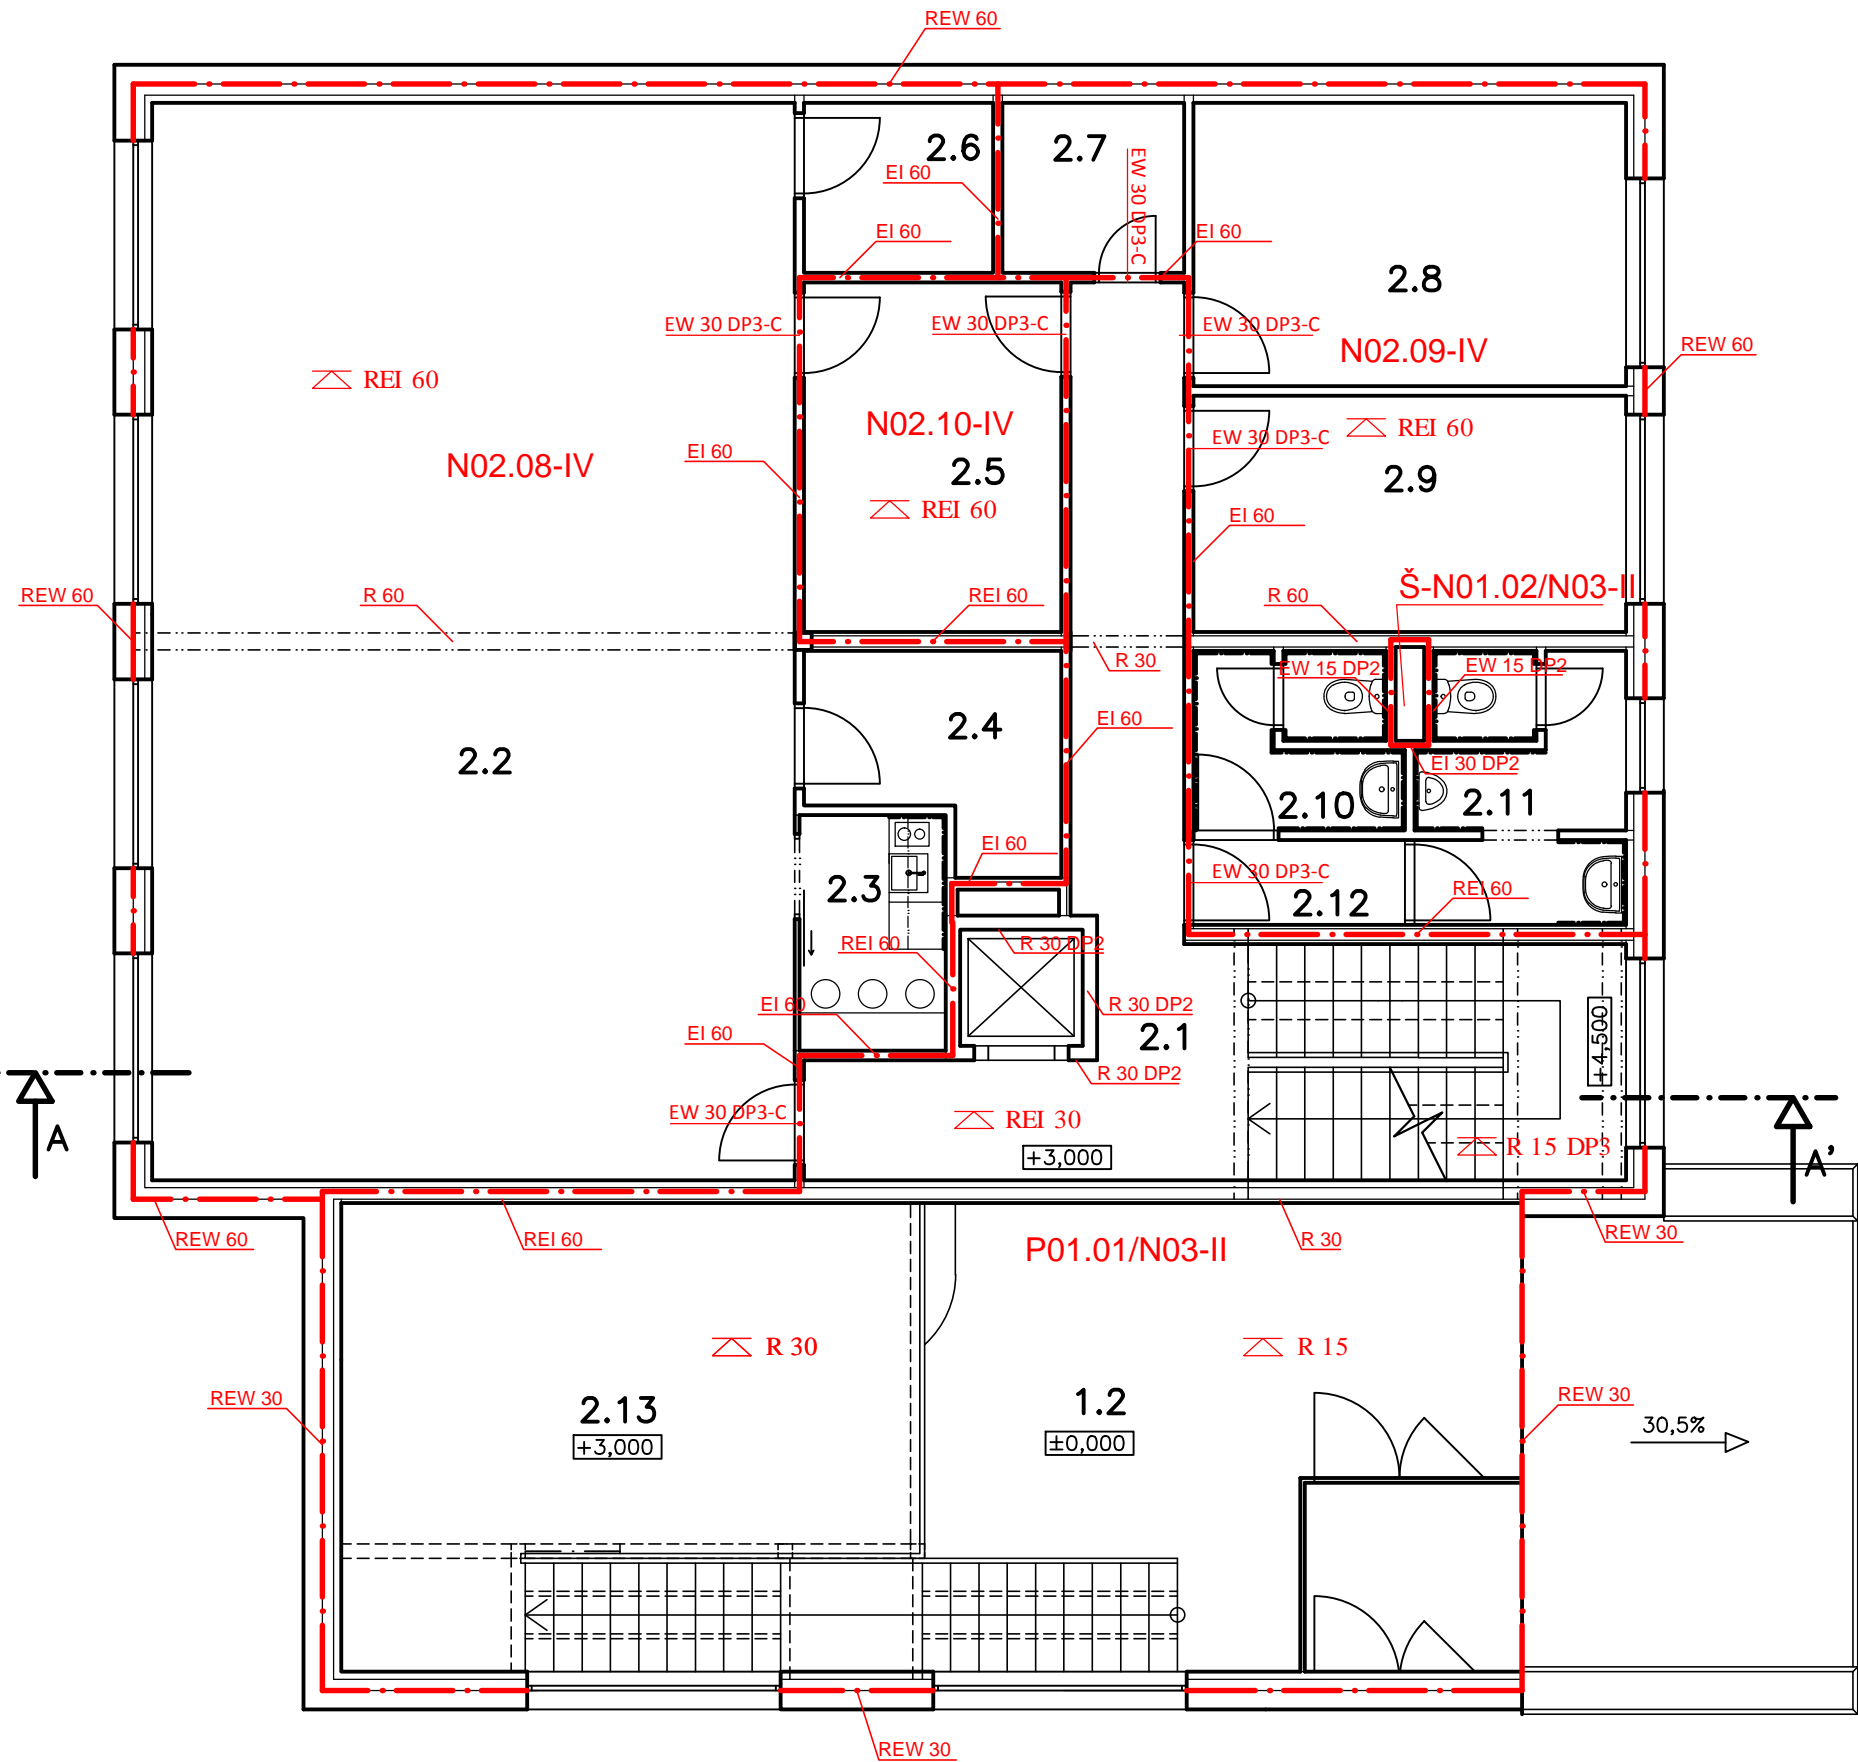 REW 60
2.6
2.7
EI 60
EW 30 DP3-C
EI 60
EI 60
2.8
EW 30 DP3-C
EW 30 DP3-C
EW 30 DP3-C
N02.09-IV
REW 60
REI 60
N02.10-IV
REI 60
EW 30 DP3-C
N02.08-IV
EI 60
2.5
2.9
REI 60
EI 60
REW 60
R 60
REI 60
R 60
Š-N01.02/N03-II
R 30
EW 15 DP2
EW 15 DP2
EI 60
2.4
2.2
EI 30 DP2
2.10
2.11
EI 60
2.3
EW 30 DP3-C
2.12
REI 60
REI 60
R 30 DP2
EI 60
R 30 DP2
EI 60
2.1
+4,500
R 30 DP2
EW 30 DP3-C
REI 30
A
+3,000
R 15 DP3
A'
REW 60
REI 60
P01.01/N03-II
R 30
REW 30
R 30
R 15
REW 30
2.13
1.2
REW 30
+3,000
±0,000
30,5%
REW 30